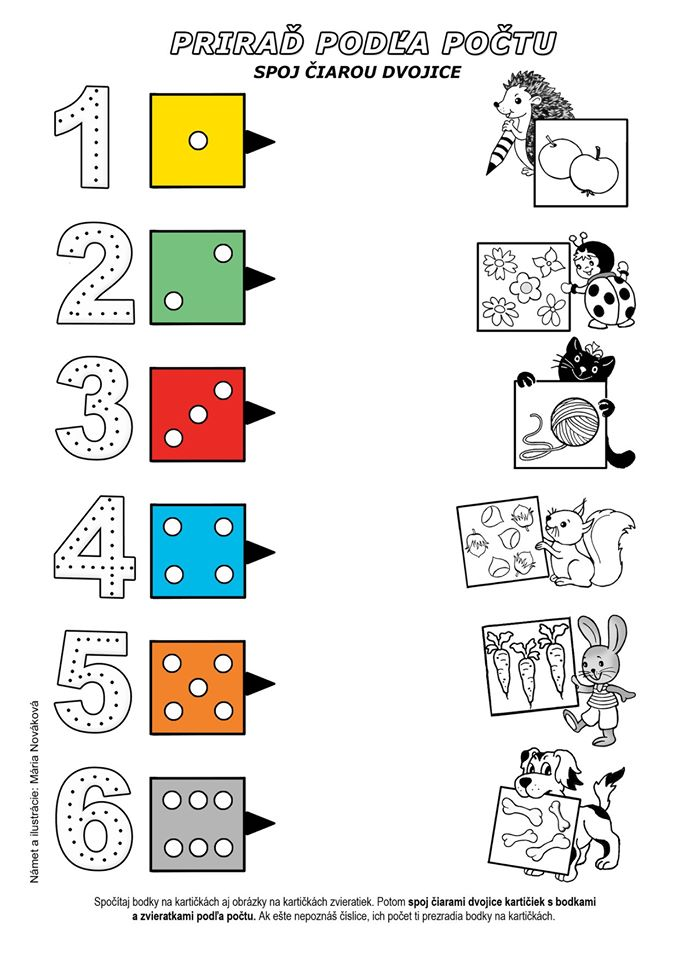 PRIRAĎ PODĽA POČTU
SPOJ ČIAROU DVOJICE
1
2
3
4
5
6
Námet a ilustrácie: Mária Nováková
Spočítaj bodky na kartičkách aj obrázky na kartičkách zvieratiek. Potom spoj čiarami dvojice kartičiek s bodkami
a zvieratkami podľa počtu. Ak ešte nepoznáš číslice, ich počet ti prezradia bodky na kartičkách.